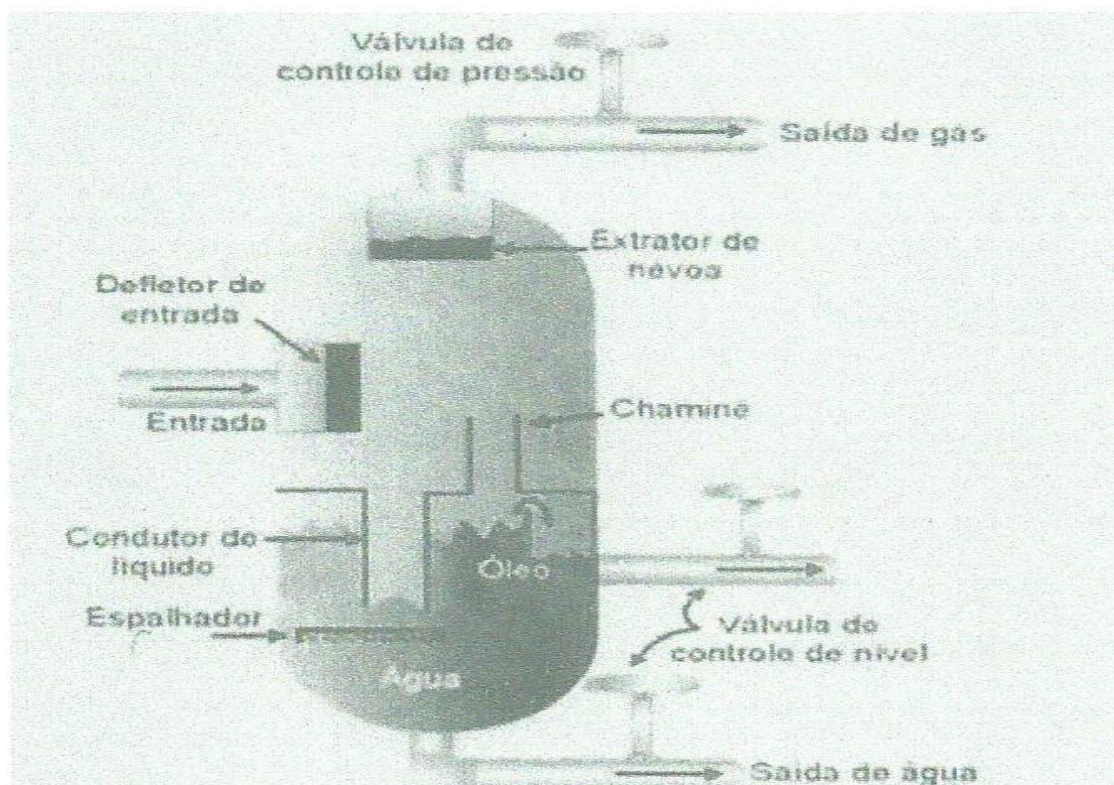 Válvula de
controle de pressão
Saída de gás
Extrator de
névoa
Defletor de
entrada
Entrada
Chaminé
Condutor de
líquido
Óleo
Espalhador
Válvula de
controle de nível
Água
Saída de água